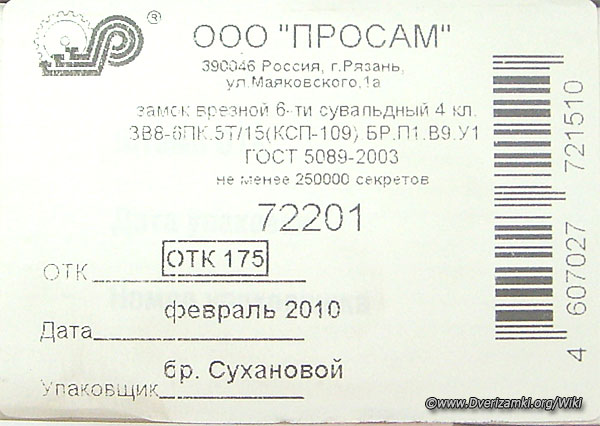 ®
ООО "ПРОСАМ"
390046 Россия, г.Рязань,
ул.Маяковского,1а
замок врезной 6-ти сувальдный 4 кл.
ЗВ8-6ПК.5Т/15(КСП-109) БР.П1.В9.У1
ГОСТ 5089-2003
не менее 250000 секретов
72201
ОТК ОТК 175
Дата февраль 2010
Упаковщик бр. Сухановой
4 607027 721510
©www.Dverizamki.org/Wiki